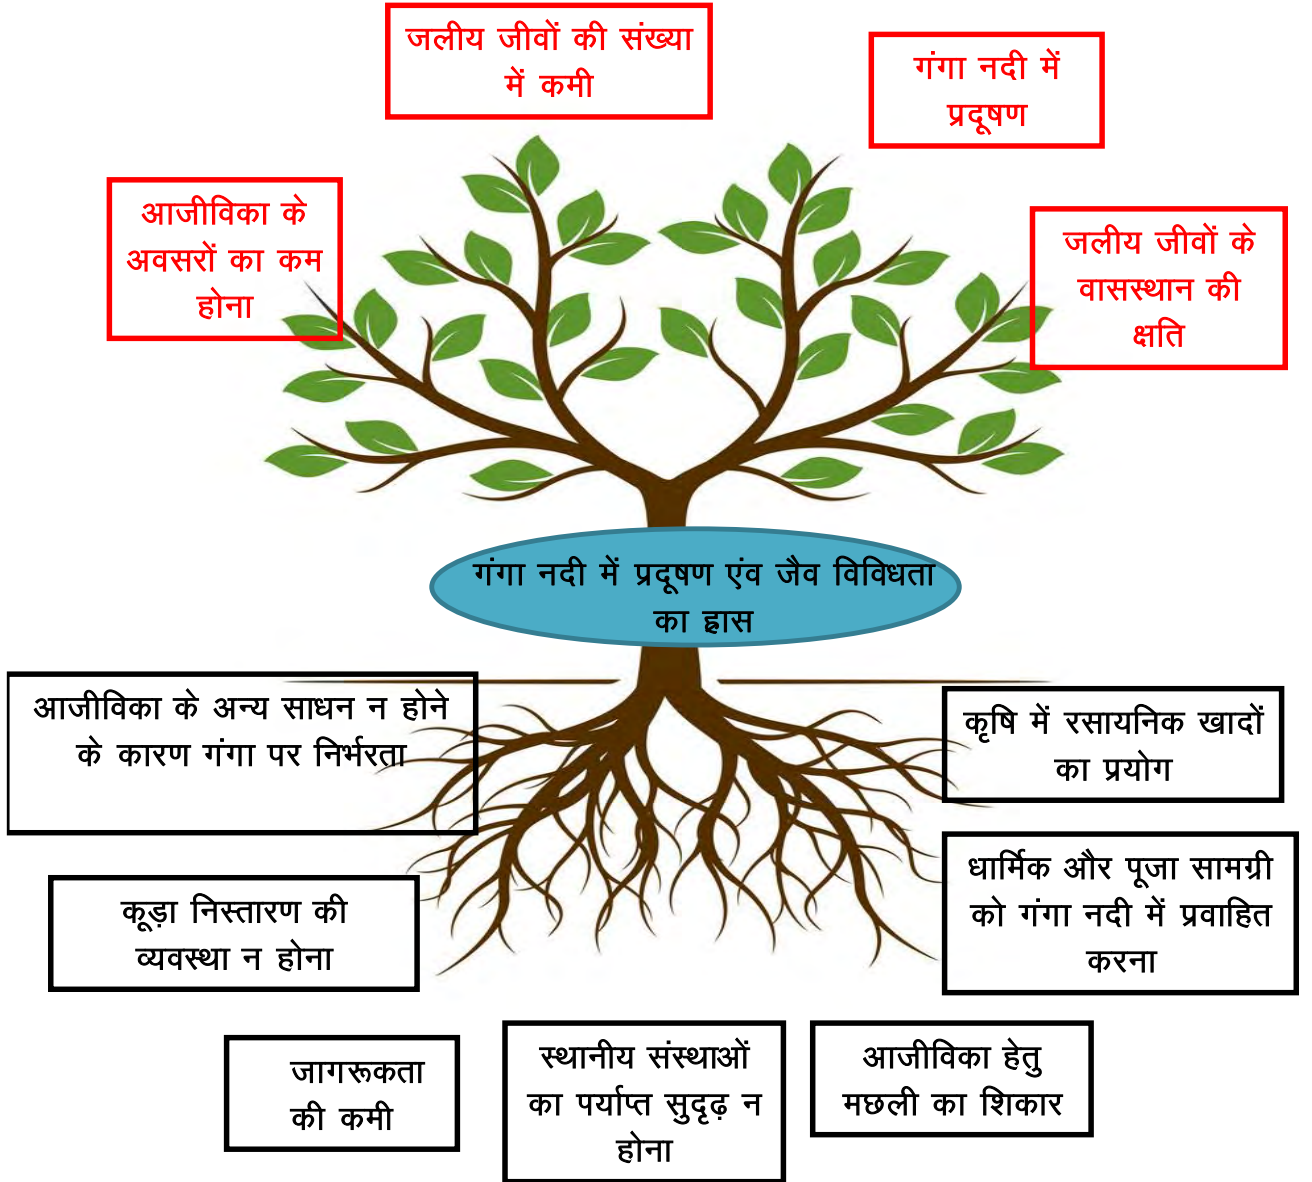 जलीय जीवों की संख्या
में कमी
गंगा नदी में
प्रदूषण
आजीविका के
अवसरों का कम
होना
जलीय जीवों के
वासस्थान की
क्षति
गंगा नदी में प्रदूषण एंव जैव विविधता
का ह्रास
आजीविका के अन्य साधन न होने
के कारण गंगा पर निर्भरता
कृषि में रसायनिक खादों
का प्रयोग
धार्मिक और पूजा सामग्री
को गंगा नदी में प्रवाहित
करना
कूड़ा निस्तारण की
व्यवस्था न होना
जागरूकता
की कमी
स्थानीय संस्थाओं
का पर्याप्त सुदृढ़ न
होना
आजीविका हेतु
मछली का शिकार